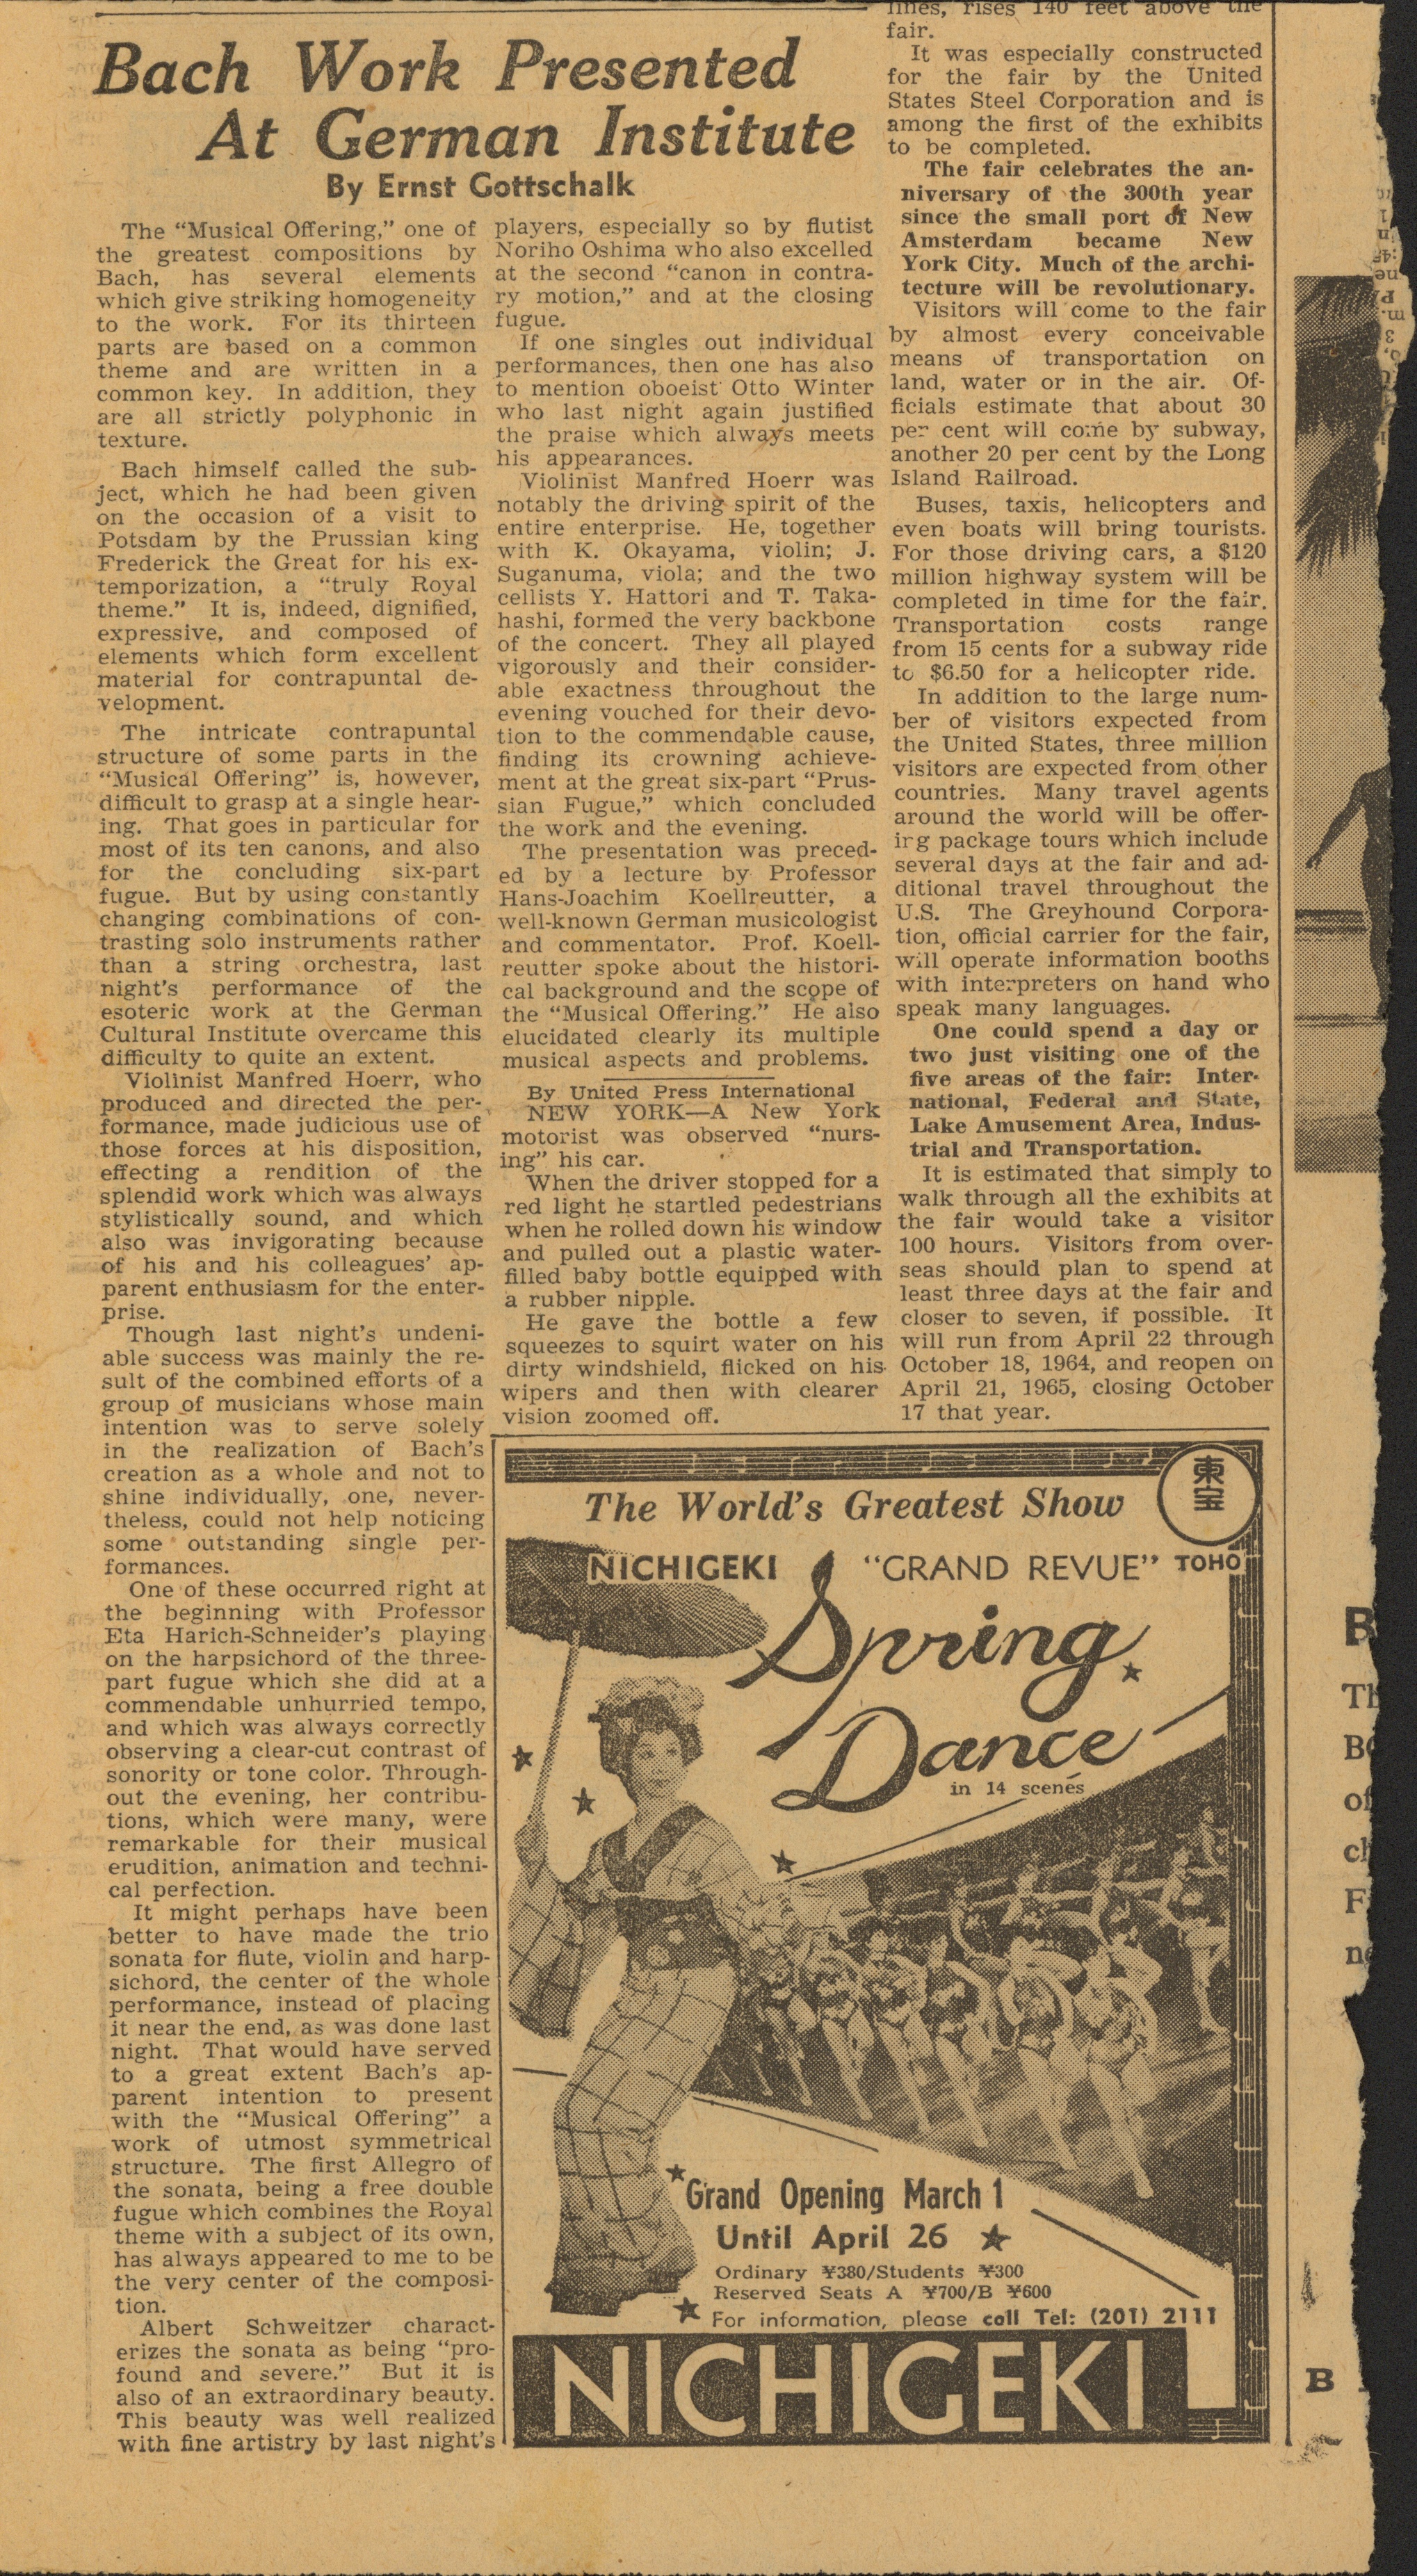 Bach Work Presented
At German Institute
By Ernst Gottschalk
The “Musical Offering,” one of
the greatest compositions by
Bach, has several elements
which give striking homogeneity
to the work. For its thirteen
parts are based on a common
theme and are written in a
common key. In addition, they
are all strictly polyphonic in
texture.
Bach himself called the sub-
ject, which he had been given
on the occasion of a visit to
Potsdam by the Prussian king
Frederick the Great for his ex-
temporization, a “truly Royal
theme.” It is, indeed, dignified,
expressive, and composed of
elements which form excellent
material for contrapuntal de-
velopment.
The intricate contrapuntal
structure of some parts in the
“Musical Offering” is, however,
difficult to grasp at a single hear-
ing. That goes in particular for
most of its ten canons, and also
for the concluding six-part
fugue. But by using constantly
changing combinations of con-
trasting solo instruments rather
than a string orchestra, last
night's performance of the
esoteric work at the German
Cultural Institute overcame this
difficulty to quite an extent.
Violinist Manfred Hoerr, who
produced and directed the per-
formance, made judicious use of
those forces at his disposition,
effecting a rendition of the
splendid work which was always
stylistically sound, and which
also was invigorating because
of his and his colleagues' ap-
parent enthusiasm for the enter-
prise.
Though last night's undeni-
able success was mainly the re-
sult of the combined efforts of a
group of musicians whose main
intention was to serve solely
in the realization of Bach's
creation as a whole and not to
shine individually, one, never-
theless, could not help noticing
some outstanding single per-
formances.
One of these occurred right at
the beginning with Professor
Eta Harich-Schneider's playing
on the harpsichord of the three-
part fugue which she did at a
commendable unhurried tempo,
and which was always correctly
observing a clear-cut contrast of
sonority or tone color. Through-
out the evening, her contribu-
tions, which were many, were
remarkable for their musical
erudition, animation and techni-
cal perfection.
It might perhaps have been
better to have made the trio
sonata for flute, violin and harp-
sichord, the center of the whole
performance, instead of placing
it near the end, as was done last
night. That would have served
to a great extent Bach's ap-
parent intention to present
with the “Musical Offering” a
work of utmost symmetrical
structure. The first Allegro of
the sonata, being a free double
fugue which combines the Royal
theme with a subject of its own,
has always appeared to me to be
the very center of the composi-
tion.
Albert Schweitzer charact-
erizes the sonata as being “pro-
found and severe.” But it is
also of an extraordinary beauty.
This beauty was well realized
with fine artistry by last night's
players, especially so by flutist
Noriho Oshima who also excelled
at the second “canon in contra-
ry motion,” and at the closing
fugue.
If one singles out individual
performances, then one has also
to mention oboeist Otto Winter
who last night again justified
the praise which always meets
his appearances.
Violinist Manfred Hoerr was
notably the driving spirit of the
entire enterprise. He, together
with K. Okayama, violin; J.
Suganuma, viola; and the two
cellists Y. Hattori and T. Taka-
hashi, formed the very backbone
of the concert. They all played
vigorously and their consider-
able exactness throughout the
evening vouched for their devo-
tion to the commendable cause,
finding its crowning achieve-
ment at the great six-part “Prus-
sian Fugue,” which concluded
the work and the evening.
The presentation was preced-
ed by a lecture by Professor
Hans-Joachim Koellreutter, a
well-known German musicologist
and commentator. Prof. Koell-
reutter spoke about the histori-
cal background and the scope of
the “Musical Offering.” He also
elucidated clearly its multiple
musical aspects and problems.
By United Press International
NEW YORK—A New York
motorist was observed “nurs-
ing” his car.
When the driver stopped for a
red light he startled pedestrians
when he rolled down his window
and pulled out a plastic water-
filled baby bottle equipped with
a rubber nipple.
He gave the bottle a few
squeezes to squirt water on his
dirty windshield, flicked on his
wipers and then with clearer
vision zoomed off.
lines, rises 140 feet above the
fair.
It was especially constructed
for the fair by the United
States Steel Corporation and is
among the first of the exhibits
to be completed.
The fair celebrates the an-
niversary of the 300th year
since the small port of New
Amsterdam became New
York City. Much of the archi-
tecture will be revolutionary.
Visitors will come to the fair
by almost every conceivable
means of transportation on
land, water or in the air. Of-
ficials estimate that about 30
per cent will come by subway,
another 20 per cent by the Long
Island Railroad.
Buses, taxis, helicopters and
even boats will bring tourists.
For those driving cars, a $120
million highway system will be
completed in time for the fair.
Transportation costs range
from 15 cents for a subway ride
to $6.50 for a helicopter ride.
In addition to the large num-
ber of visitors expected from
the United States, three million
visitors are expected from other
countries. Many travel agents
around the world will be offer-
irg package tours which include
several days at the fair and ad-
ditional travel throughout the
U.S. The Greyhound Corpora-
tion, official carrier for the fair,
will operate information booths
with interpreters on hand who
speak many languages.
One could spend a day or
two just visiting one of the
five areas of the fair: Inter-
national, Federal and State,
Lake Amusement Area, Indus-
trial and Transportation.
It is estimated that simply to
walk through all the exhibits at
the fair would take a visitor
100 hours. Visitors from over-
seas should plan to spend at
least three days at the fair and
closer to seven, if possible. It
will run from April 22 through
October 18, 1964, and reopen on
April 21, 1965, closing October
17 that year.
The World's Greatest Show
東宝
NICHIGEKI “GRAND REVUE” TOHO
Spring
Dance
in 14 scenes
Grand Opening March 1
Until April 26
Ordinary ¥380/Students ¥300
Reserved Seats A ¥700/B ¥600
For information, please call Tel: (201) 2111
NICHIGEKI
B
B